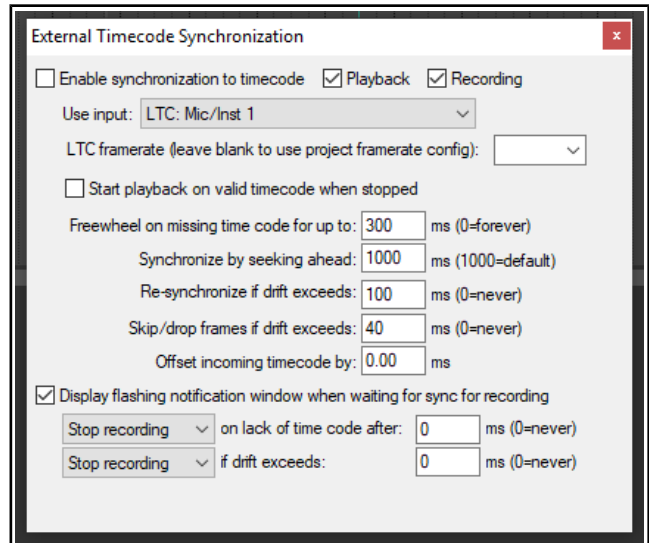 External Timecode Synchronization x
Enable synchronization to timecode Playback Recording
Use input: LTC: Mic/Inst 1
LTC framerate (leave blank to use project framerate config):
Start playback on valid timecode when stopped
Freewheel on missing time code for up to: 300 ms (0=forever)
Synchronize by seeking ahead: 1000 ms (1000=default)
Re-synchronize if drift exceeds: 100 ms (0=never)
Skip/drop frames if drift exceeds: 40 ms (0=never)
Offset incoming timecode by: 0.00 ms
Display flashing notification window when waiting for sync for recording
Stop recording on lack of time code after: 0 ms (0=never)
Stop recording if drift exceeds: 0 ms (0=never)